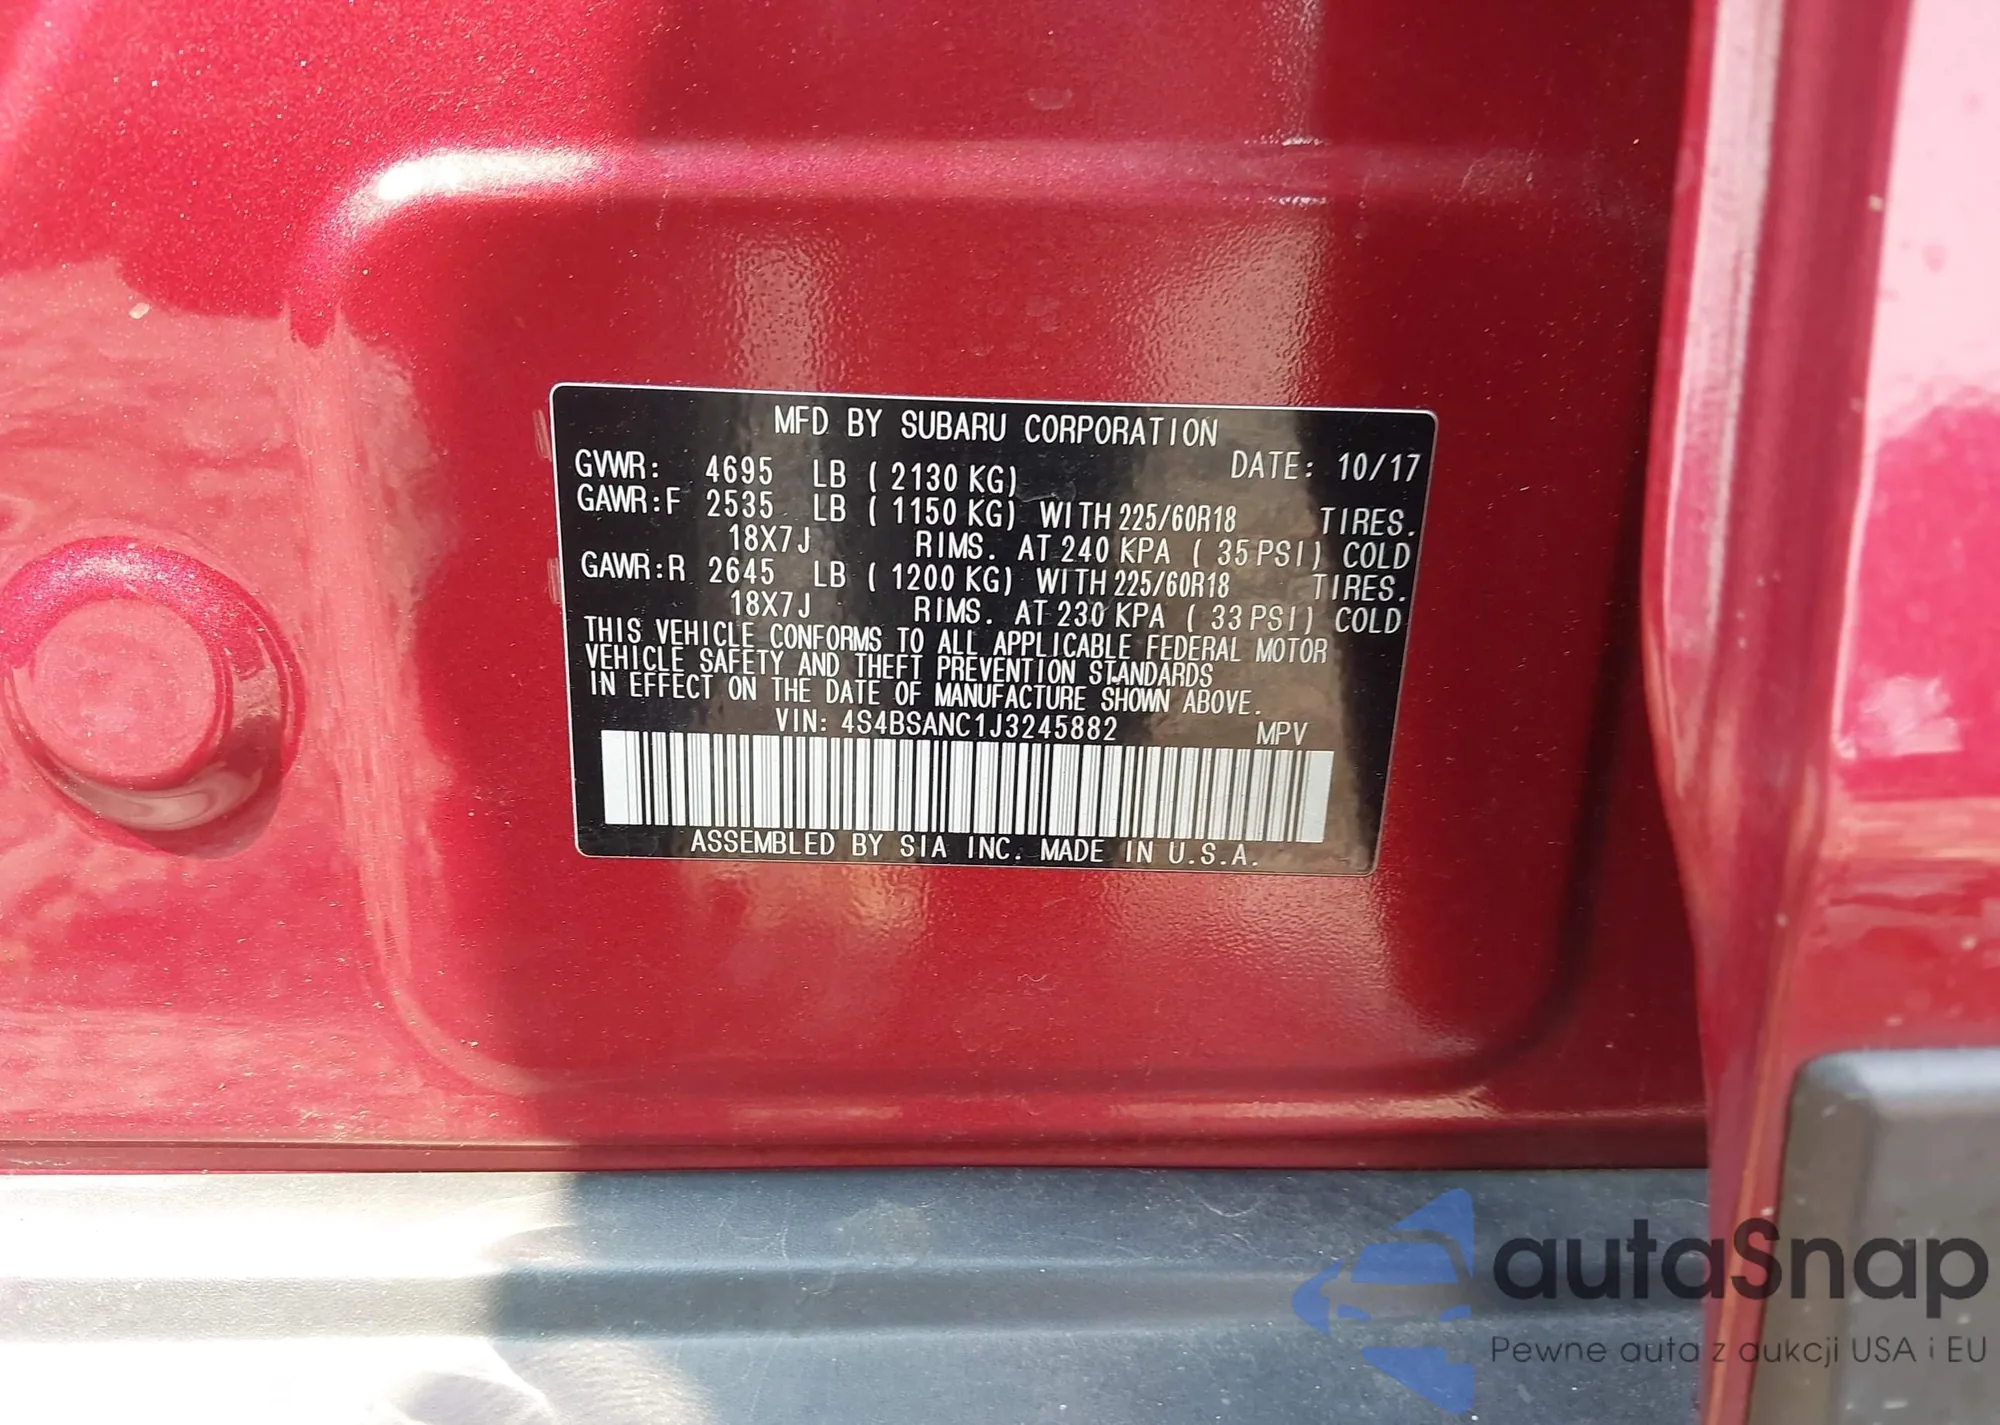 MFD BY SUBARU CORPORATION
GVWR: 4695 LB ( 2130 KG) DATE: 10/17
GAWR:F 2535 LB ( 1150 KG) WITH 225/60R18 TIRES.
18X7J RIMS. AT 240 KPA ( 35 PSI) COLD
GAWR:R 2645 LB ( 1200 KG) WITH 225/60R18 TIRES.
18X7J RIMS. AT 230 KPA ( 33 PSI) COLD
THIS VEHICLE CONFORMS TO ALL APPLICABLE FEDERAL MOTOR
VEHICLE SAFETY AND THEFT PREVENTION STANDARDS
IN EFFECT ON THE DATE OF MANUFACTURE SHOWN ABOVE.
VIN: 4S4BSANC1J3245882 MPV
ASSEMBLED BY SIA INC. MADE IN U.S.A.
autaSnap
Pewne auta z aukcji USA i EU